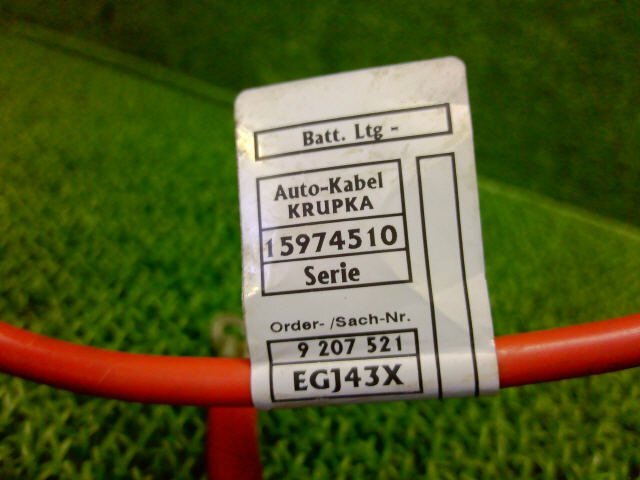 Batt. Ltg -
Auto-Kabel
KRUPKA
15974510
Serie
Order- /Sach-Nr.
9 207 521
EGJ43X